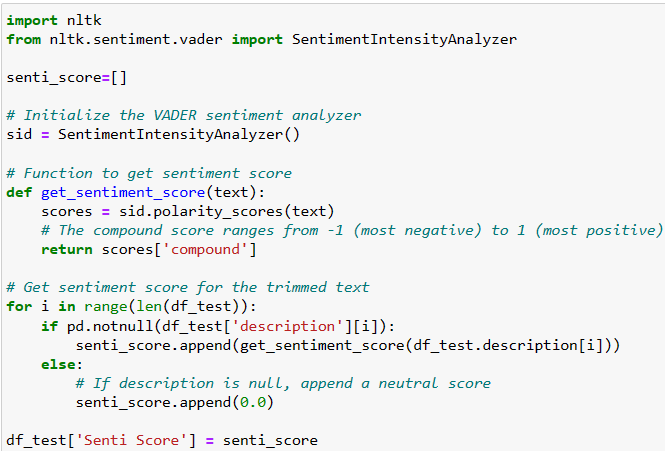 import nltk
from nltk.sentiment.vader import SentimentIntensityAnalyzer

senti_score=[]

# Initialize the VADER sentiment analyzer
sid = SentimentIntensityAnalyzer()

# Function to get sentiment score
def get_sentiment_score(text):
    scores = sid.polarity_scores(text)
    # The compound score ranges from -1 (most negative) to 1 (most positive)
    return scores['compound']

# Get sentiment score for the trimmed text
for i in range(len(df_test)):
    if pd.notnull(df_test['description'][i]):
        senti_score.append(get_sentiment_score(df_test.description[i]))
    else:
        # If description is null, append a neutral score
        senti_score.append(0.0)

df_test['Senti Score'] = senti_score